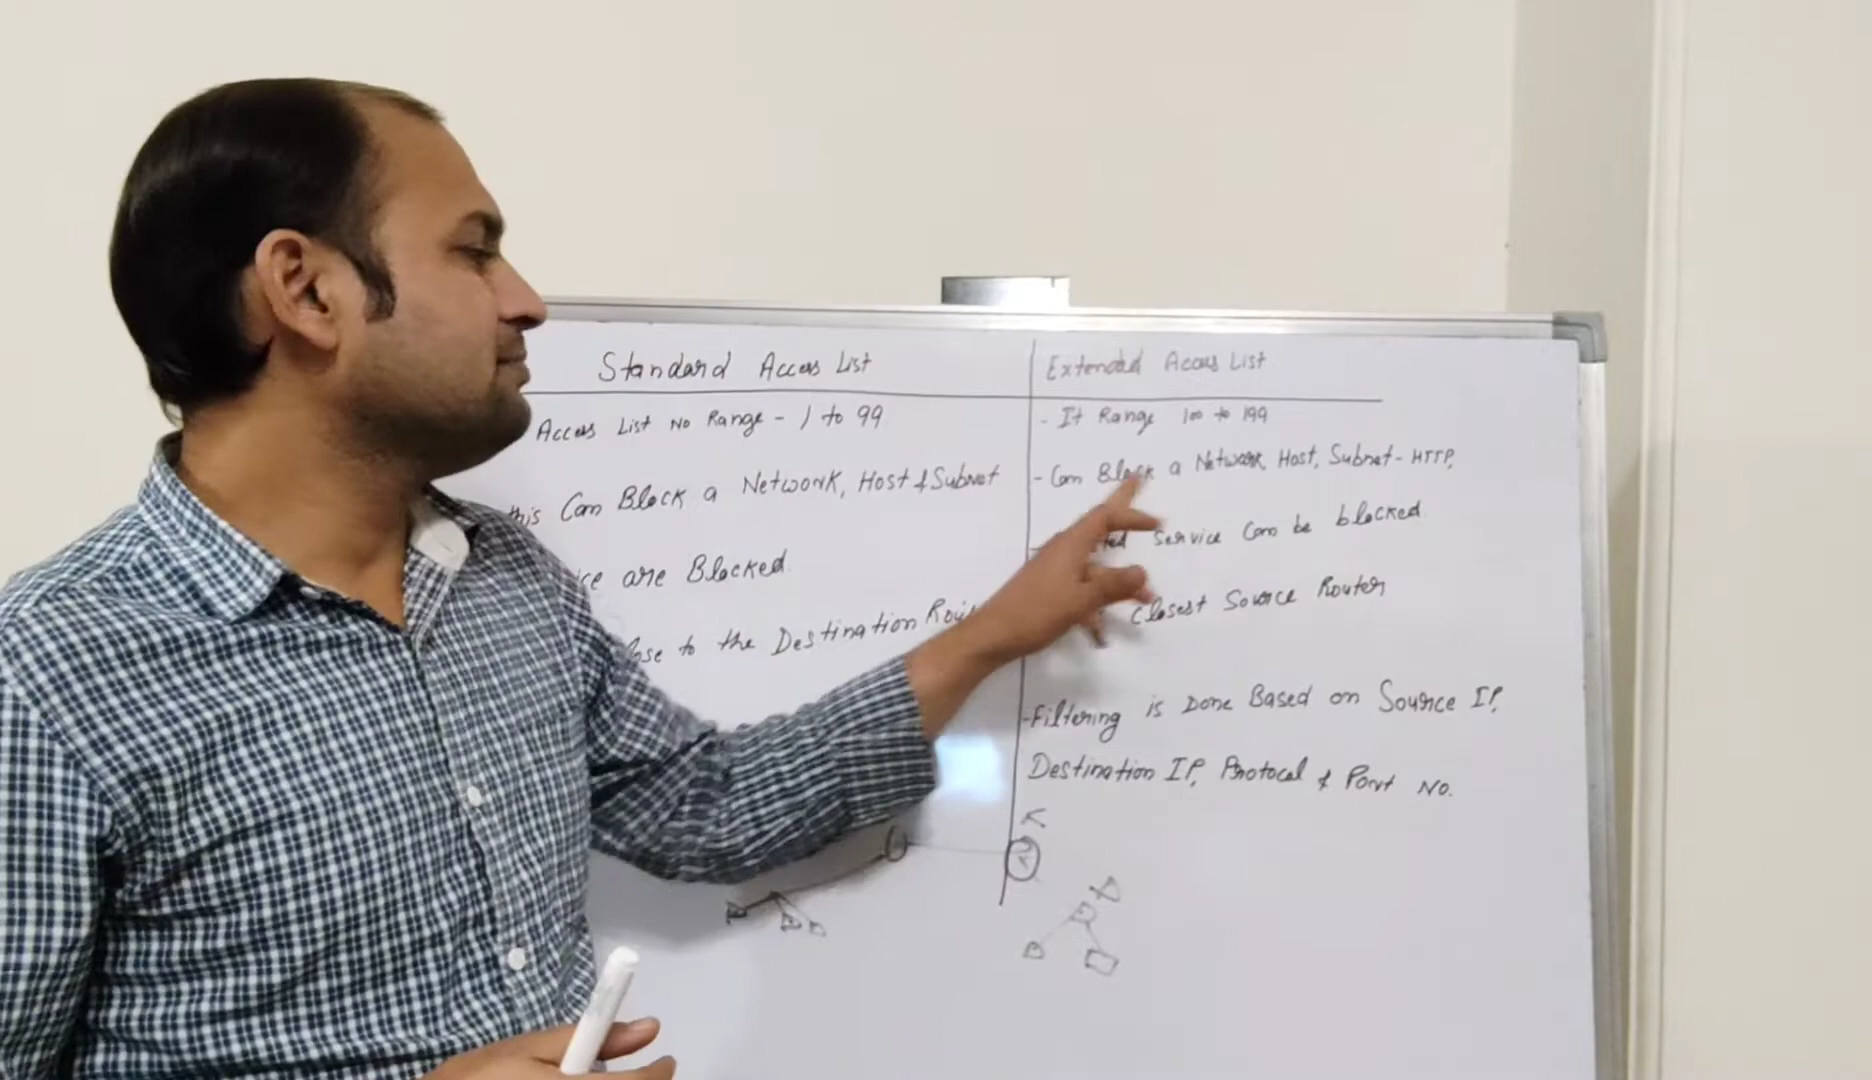 Standard Access List
Access List No Range - 1 to 99
this Can Block a Network, Host & Subnet
are Blocked.
to the Destination
Extended Access List
- It Range 100 to 199
- Can Block a Network, Host, Subnet - HTTP,
Service Can be blocked
Closest Source Router
- Filtering is Done Based on Source IP,
Destination IP, Protocol & Port No.